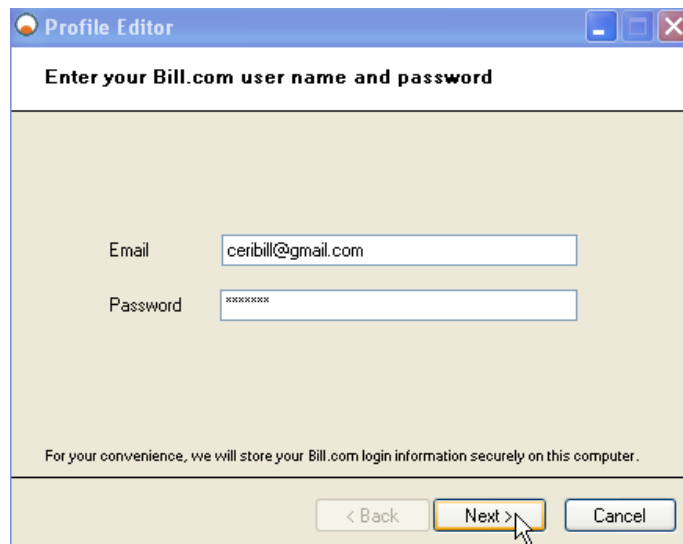 Profile Editor
Enter your Bill.com user name and password
Email
ceribill@gmail.com
Password
*******
For your convenience, we will store your Bill.com login information securely on this computer.
< Back
Next >
Cancel